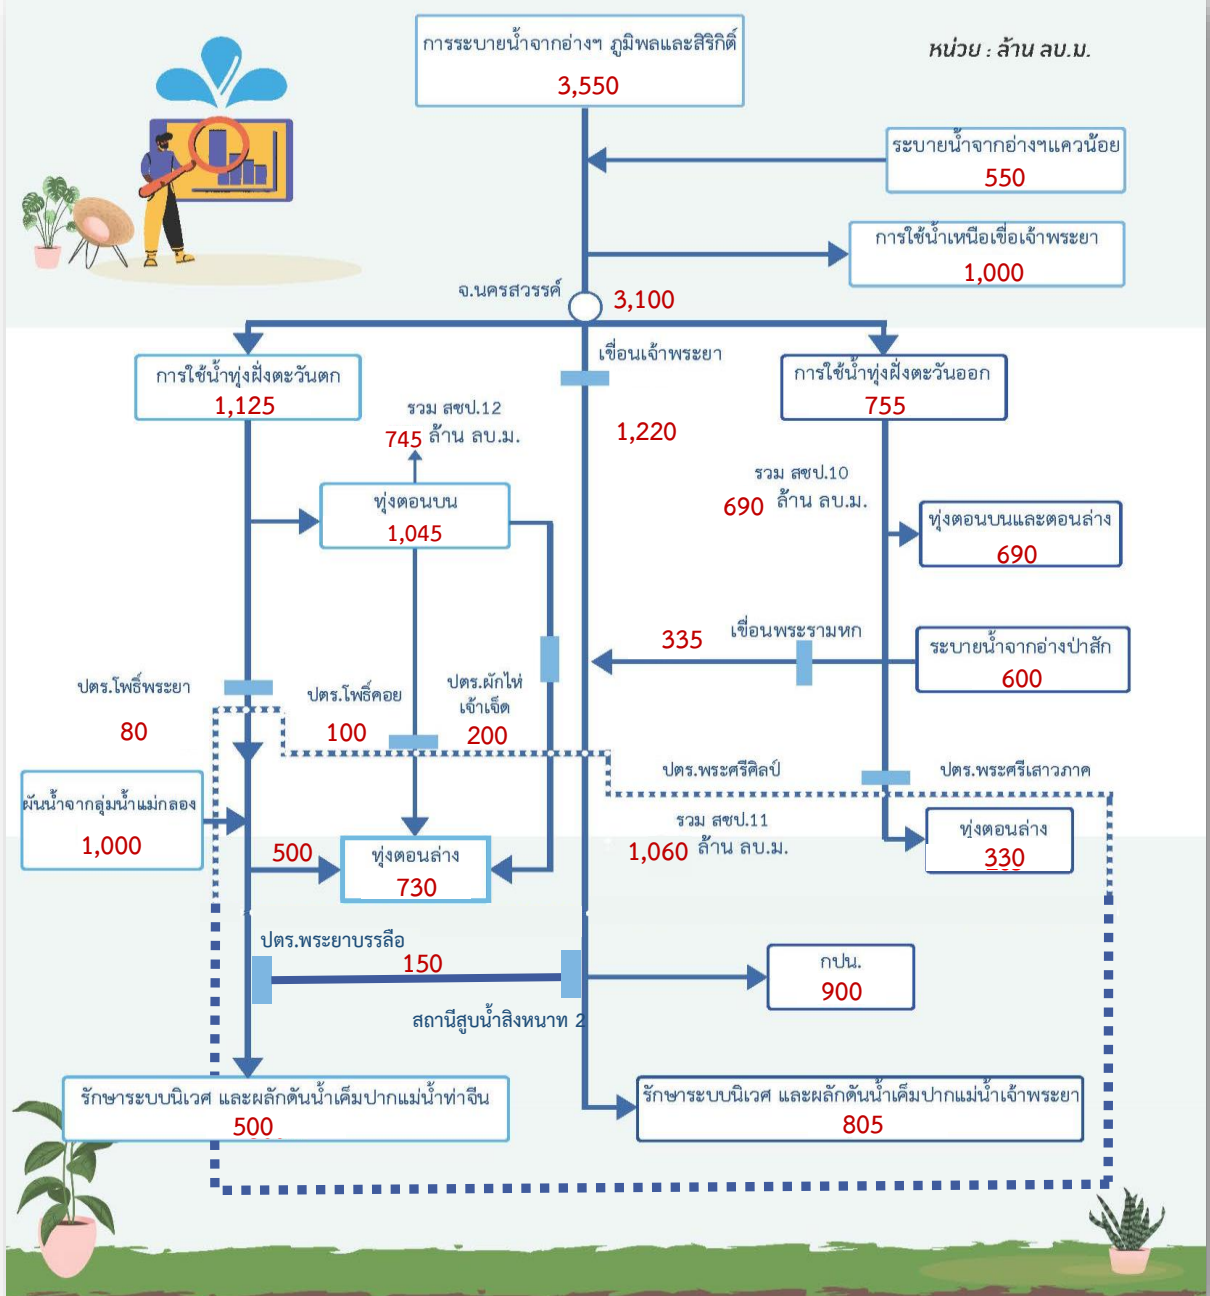 การระบายน้ำจากอ่างฯ ภูมิพลและสิริกิติ์
3,550
หน่วย : ล้าน ลบ.ม.
ระบายน้ำจากอ่างฯแควน้อย
550
การใช้น้ำเหนือเขื่อเจ้าพระยา
1,000
จ.นครสวรรค์
3,100
เขื่อนเจ้าพระยา
การใช้น้ำทุ่งฝั่งตะวันตก
1,125
การใช้น้ำทุ่งฝั่งตะวันออก
755
รวม สชป.12
745 ล้าน ลบ.ม.
1,220
รวม สชป.10
690 ล้าน ลบ.ม.
ทุ่งตอนบน
1,045
ทุ่งตอนบนและตอนล่าง
690
335
เขื่อนพระรามหก
ระบายน้ำจากอ่างป่าสัก
600
ปตร.โพธิ์พระยา
80
ปตร.โพธิ์คอย
100
ปตร.ผักไห่
เจ้าเจ็ด
200
ปตร.พระศรีศิลป์
ปตร.พระศรีเสาวภาค
ผันน้ำจากลุ่มน้ำแม่กลอง
1,000
รวม สชป.11
1,060 ล้าน ลบ.ม.
ทุ่งตอนล่าง
330
500
ทุ่งตอนล่าง
730
ปตร.พระยาบรรลือ
150
สถานีสูบน้ำสิงหนาท 2
กปน.
900
รักษาระบบนิเวศ และผลักดันน้ำเค็มปากแม่น้ำท่าจีน
500
รักษาระบบนิเวศ และผลักดันน้ำเค็มปากแม่น้ำเจ้าพระยา
805